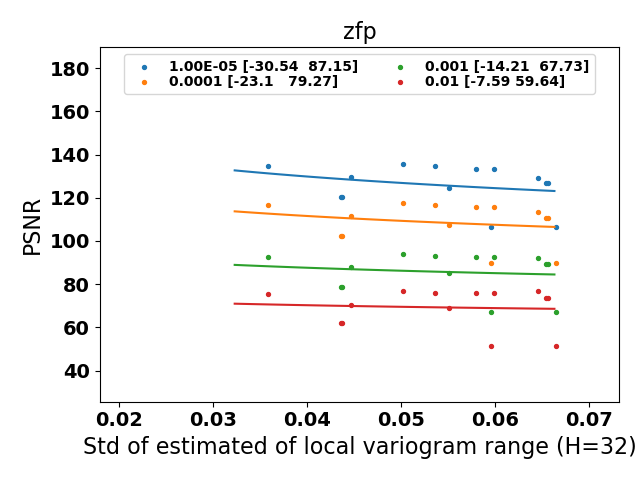 zfp
1.00E-05 [-30.54  87.15]
0.0001 [-23.1   79.27]
0.001 [-14.21  67.73]
0.01 [-7.59 59.64]
PSNR
180
160
140
120
100
80
60
40
0.02 0.03 0.04 0.05 0.06 0.07
Std of estimated of local variogram range (H=32)